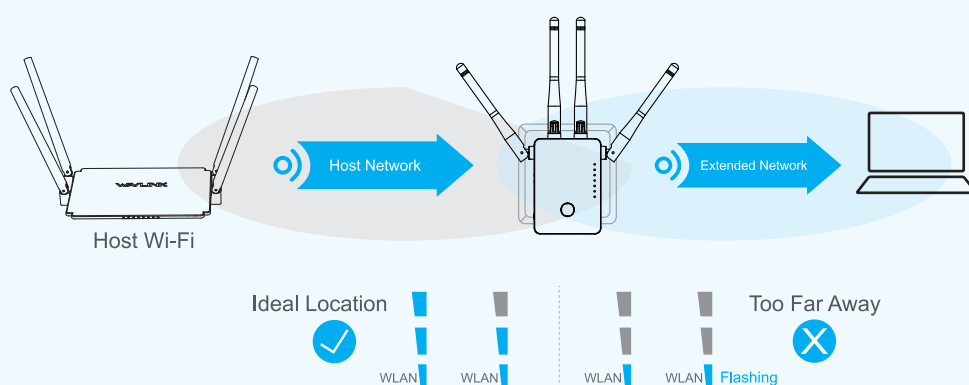 WAVLINK
Host Network
Extended Network
Host Wi-Fi
Ideal Location
Too Far Away
WLAN
WLAN
WLAN
WLAN
Flashing